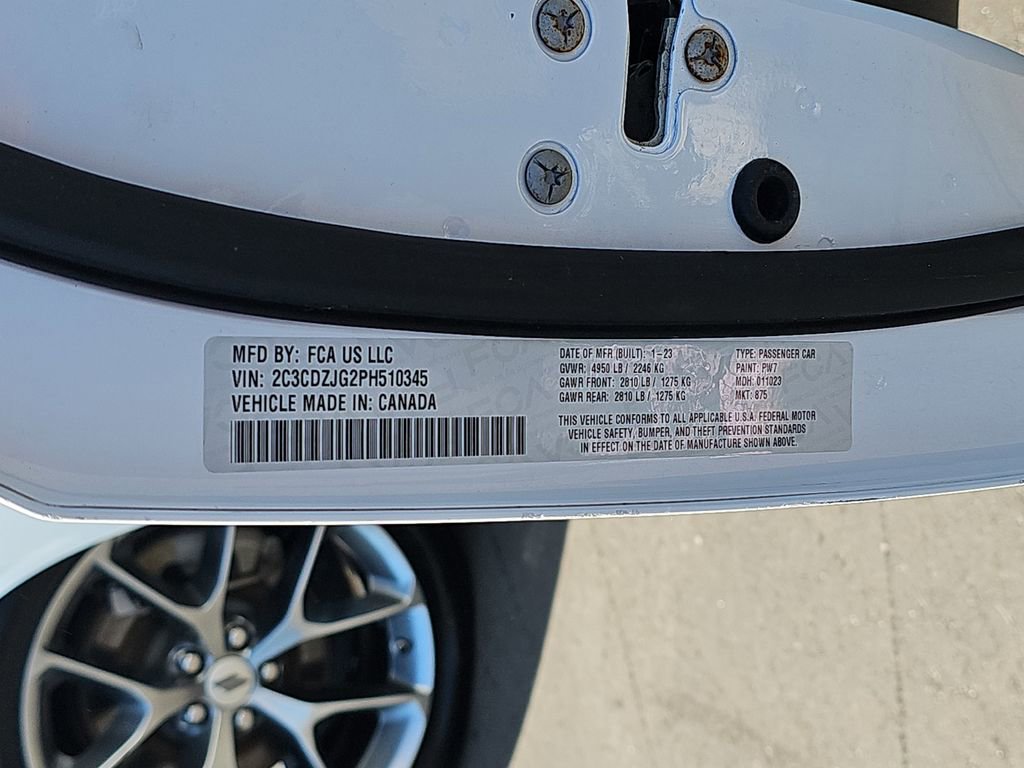 MFD BY: FCA US LLC
VIN: 2C3CDZJG2PH510345
VEHICLE MADE IN: CANADA
DATE OF MFR (BUILT): 1-23
GVWR: 4950 LB / 2246 KG
GAWR FRONT: 2810 LB / 1275 KG
GAWR REAR: 2810 LB / 1275 KG
TYPE: PASSENGER CAR
PAINT: PW7
MDH: 011023
MKT: 875
THIS VEHICLE CONFORMS TO ALL APPLICABLE U.S.A. FEDERAL MOTOR
VEHICLE SAFETY, BUMPER, AND THEFT PREVENTION STANDARDS
IN EFFECT ON THE DATE OF MANUFACTURE SHOWN ABOVE.